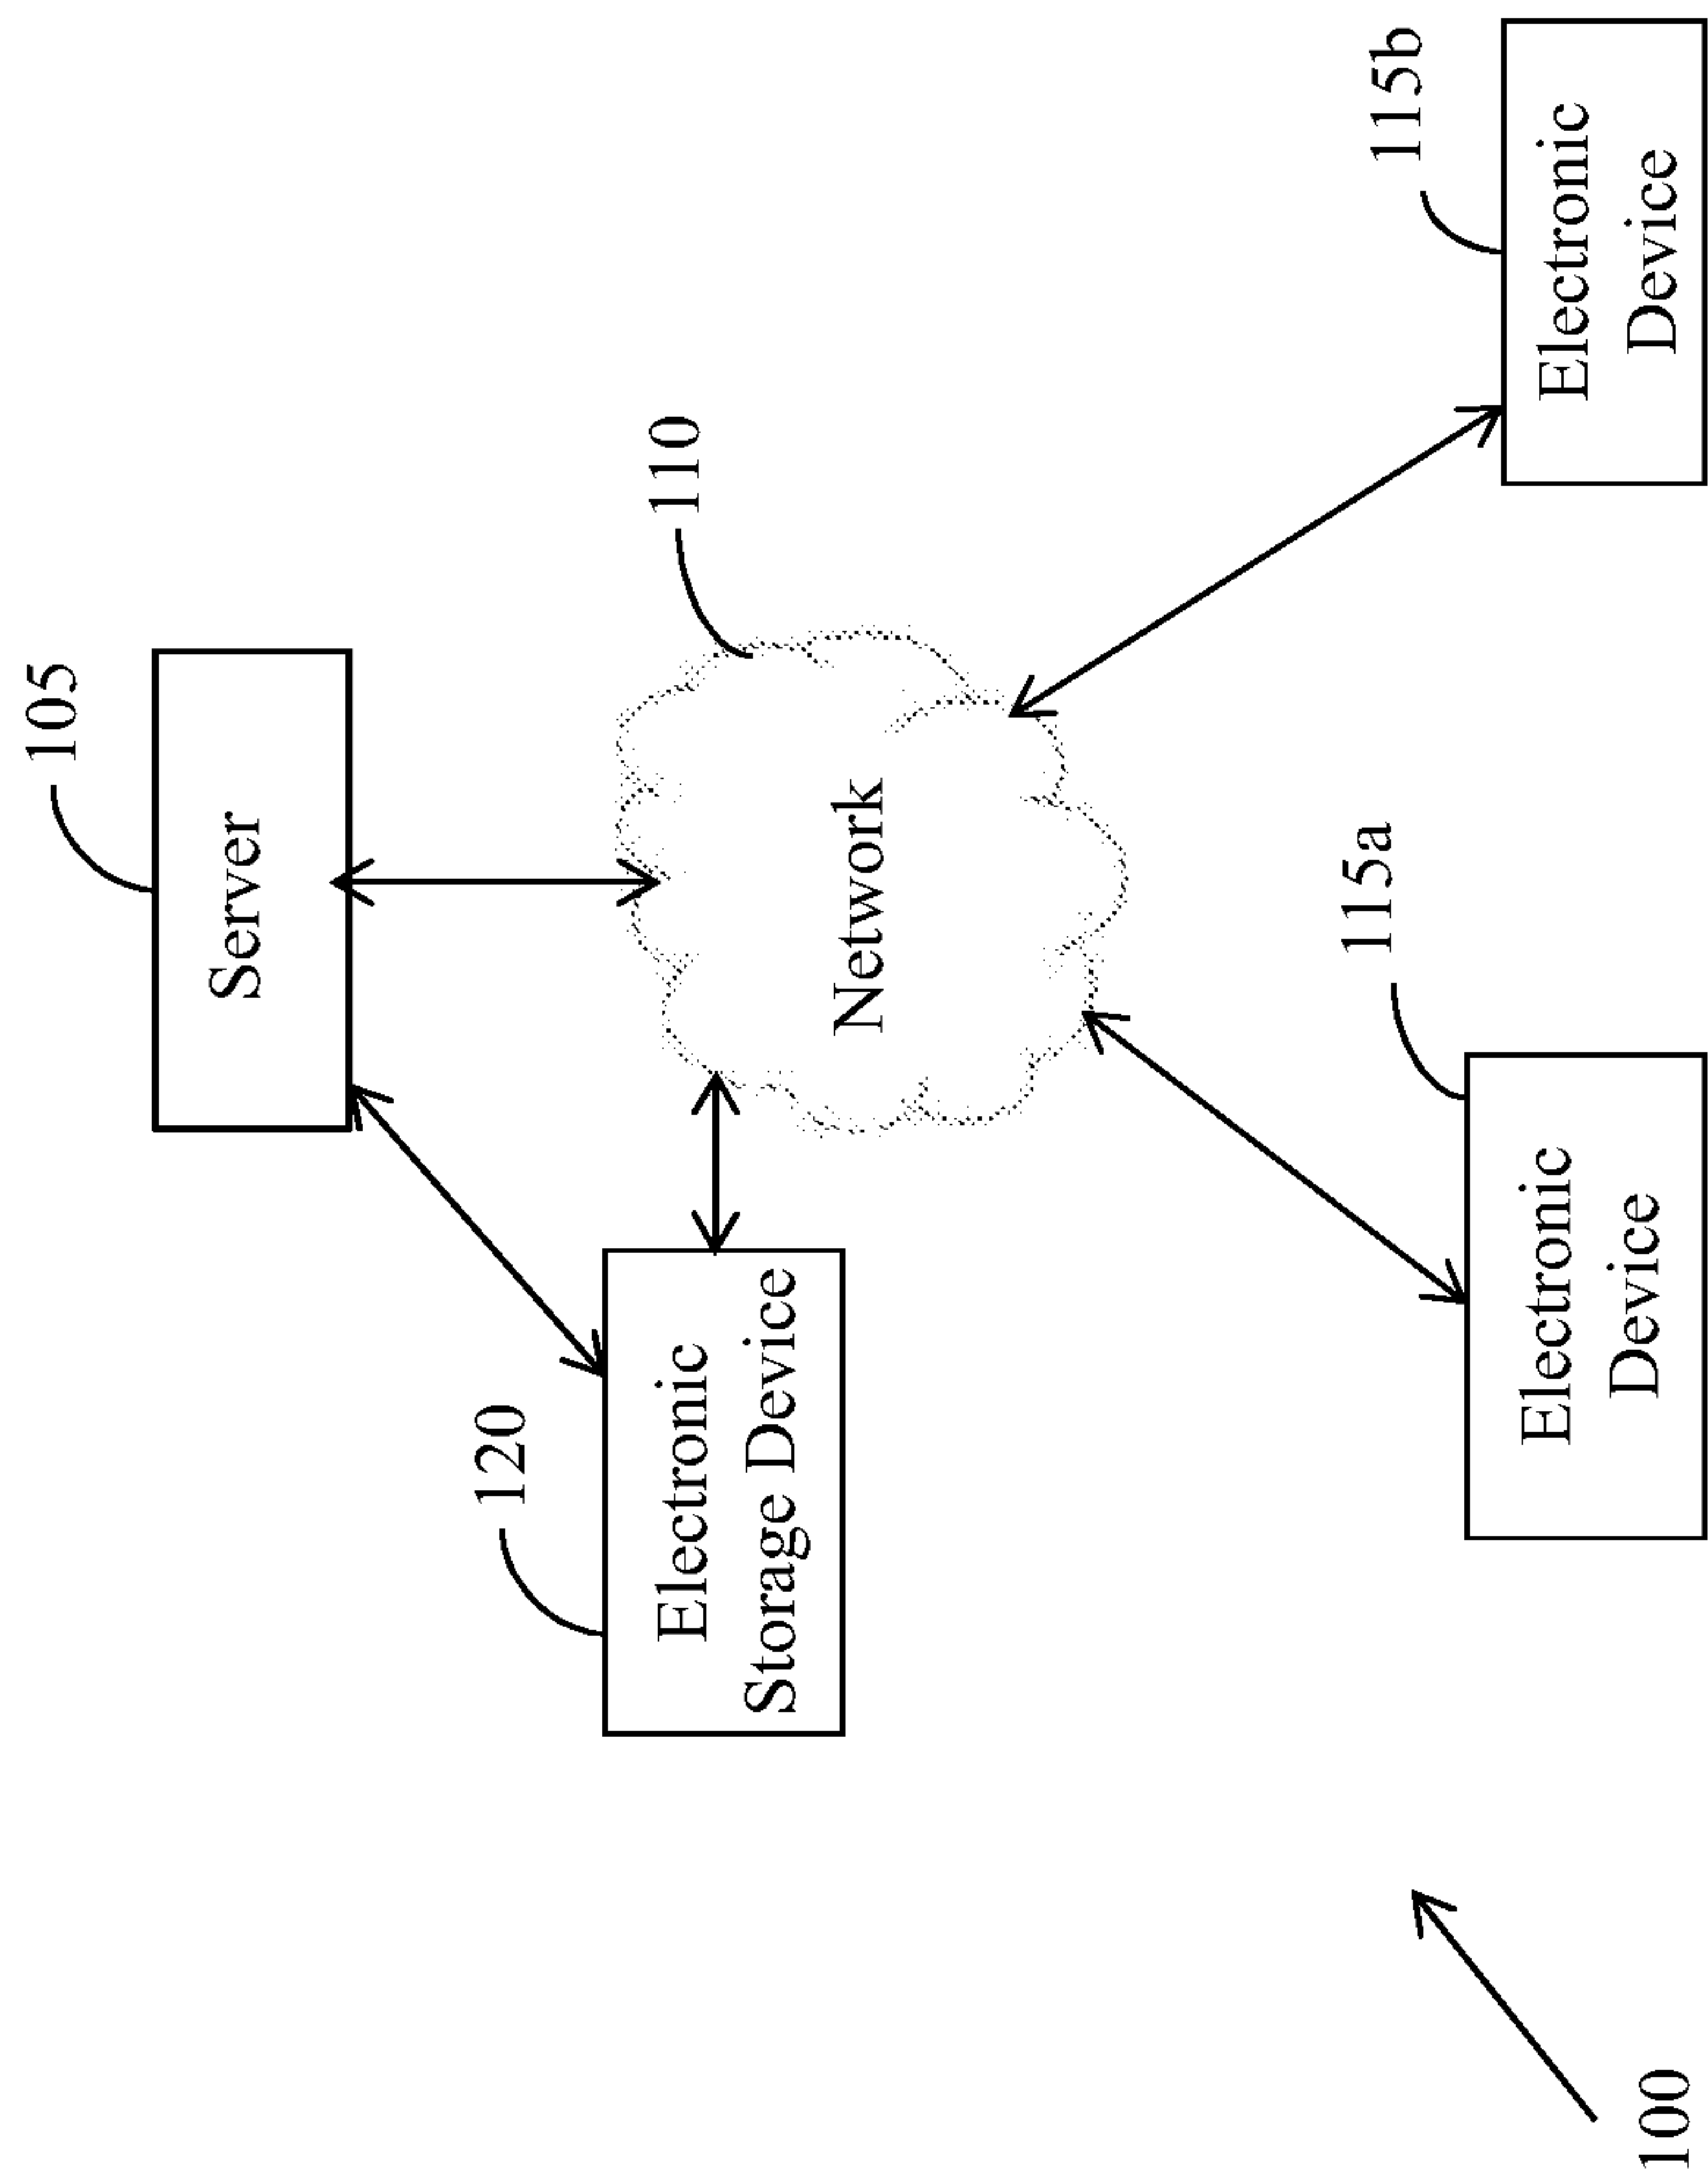 105
Server
120
110
Electronic
Storage Device
Network
115a
115b
Electronic
Device
Electronic
Device
100